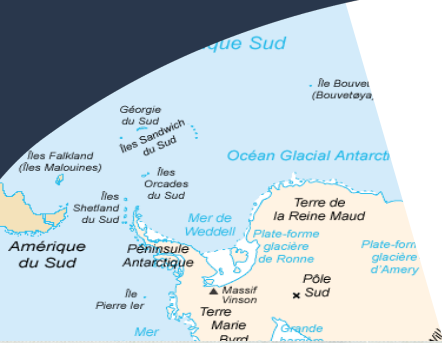 que Sud
Île Bouvet
(Bouvetøya
Géorgie
du Sud
Îles Sandwich
du Sud
Îles Falkland
(Îles Malouines)
Océan Glacial Antarcti
Îles
Orcades
du Sud
Îles
Shetland
du Sud
Terre de
la Reine Maud
Mer de
Weddell
Plate-forme
glacière
de Ronne
Plate-form
glacière
d'Amery
Amérique
du Sud
Péninsule
Antarctique
Pôle
Sud
Massif
Vinson
Île
Pierre Ier
Terre
Marie
Byrd
Mer
Grande